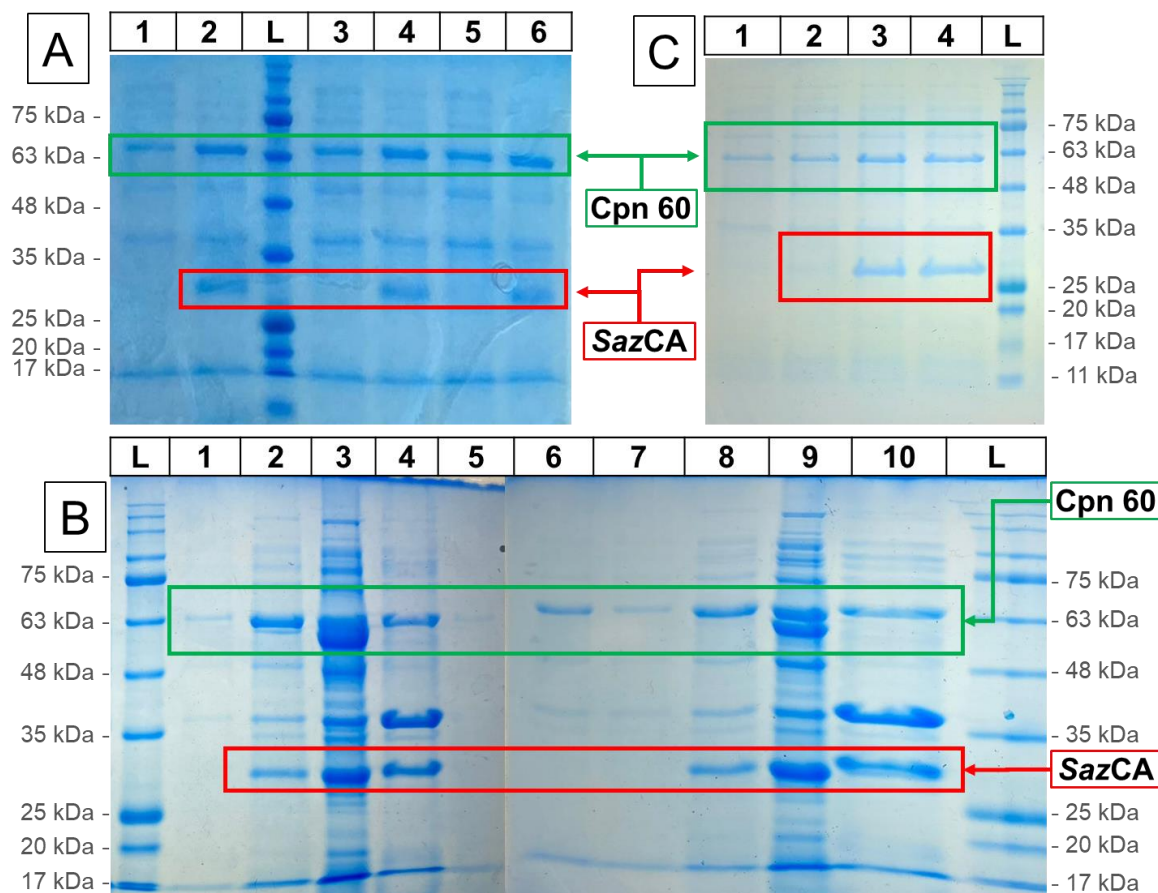 A
1 2 L 3 4 5 6
75 kDa -
63 kDa -
48 kDa -
35 kDa -
25 kDa -
20 kDa -
17 kDa -
Cpn 60
SazCA
C
1 2 3 4 L
- 75 kDa
- 63 kDa
- 48 kDa
- 35 kDa
- 25 kDa
- 20 kDa
- 17 kDa
- 11 kDa
B
L 1 2 3 4 5 6 7 8 9 10 L
75 kDa -
63 kDa -
48 kDa -
35 kDa -
25 kDa -
20 kDa -
17 kDa -
Cpn 60
- 75 kDa
- 63 kDa
- 48 kDa
- 35 kDa
SazCA
- 25 kDa
- 20 kDa
- 17 kDa